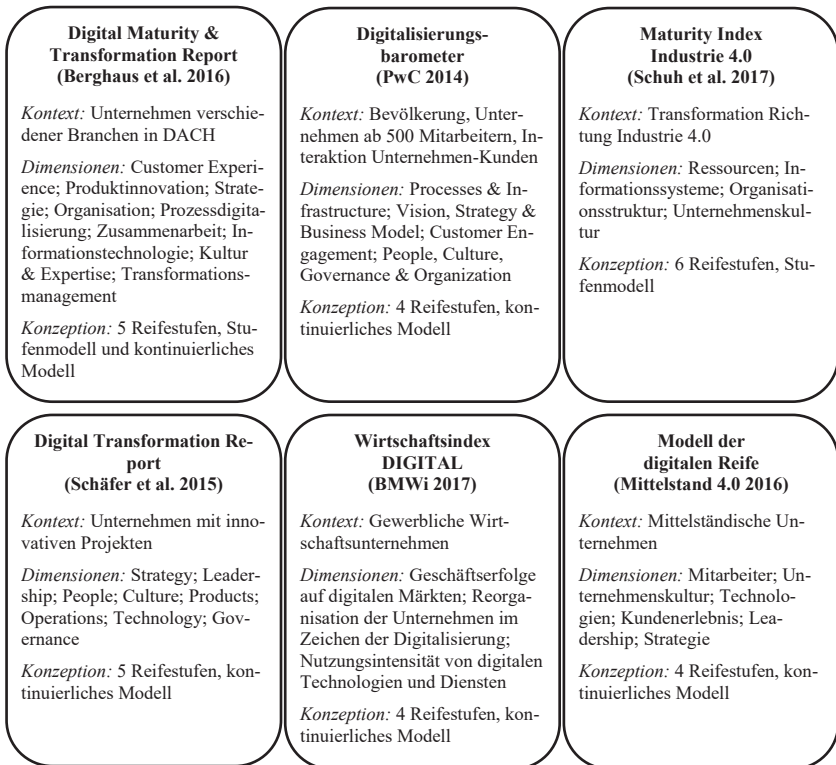 Digital Maturity &
Transformation Report
(Berghaus et al. 2016)
Kontext: Unternehmen verschie-
dener Branchen in DACH
Dimensionen: Customer Experi-
ence; Produktinnovation; Strate-
gie; Organisation; Prozessdigita-
lisierung; Zusammenarbeit; In-
formationstechnologie; Kultur
& Expertise; Transformations-
management
Konzeption: 5 Reifestufen, Stu-
fenmodell und kontinuierliches
Modell
Digitalisierungs-
barometer
(PwC 2014)
Kontext: Bevölkerung, Unter-
nehmen ab 500 Mitarbeitern, In-
teraktion Unternehmen-Kunden
Dimensionen: Processes & In-
frastructure; Vision, Strategy &
Business Model; Customer En-
gagement; People, Culture,
Governance & Organization
Konzeption: 4 Reifestufen, kon-
tinuierliches Modell
Maturity Index
Industrie 4.0
(Schuh et al. 2017)
Kontext: Transformation Rich-
tung Industrie 4.0
Dimensionen: Ressourcen; In-
formationssysteme; Organisati-
onsstruktur; Unternehmenskul-
tur
Konzeption: 6 Reifestufen, Stu-
fenmodell
Digital Transformation Re-
port
(Schäfer et al. 2015)
Kontext: Unternehmen mit inno-
vativen Projekten
Dimensionen: Strategy; Leader-
ship; People; Culture; Products;
Operations; Technology; Gov-
ernance
Konzeption: 5 Reifestufen, kon-
tinuierliches Modell
Wirtschaftsindex
DIGITAL
(BMWi 2017)
Kontext: Gewerbliche Wirt-
schaftsunternehmen
Dimensionen: Geschäftserfolge
auf digitalen Märkten; Reorga-
nisation der Unternehmen im
Zeichen der Digitalisierung;
Nutzungsintensität von digitalen
Technologien und Diensten
Konzeption: 4 Reifestufen, kon-
tinuierliches Modell
Modell der
digitalen Reife
(Mittelstand 4.0 2016)
Kontext: Mittelständische Un-
ternehmen
Dimensionen: Mitarbeiter; Un-
ternehmenskultur; Technolo-
gien; Kundenerlebnis; Lea-
dership; Strategie
Konzeption: 4 Reifestufen, kon-
tinuierliches Modell